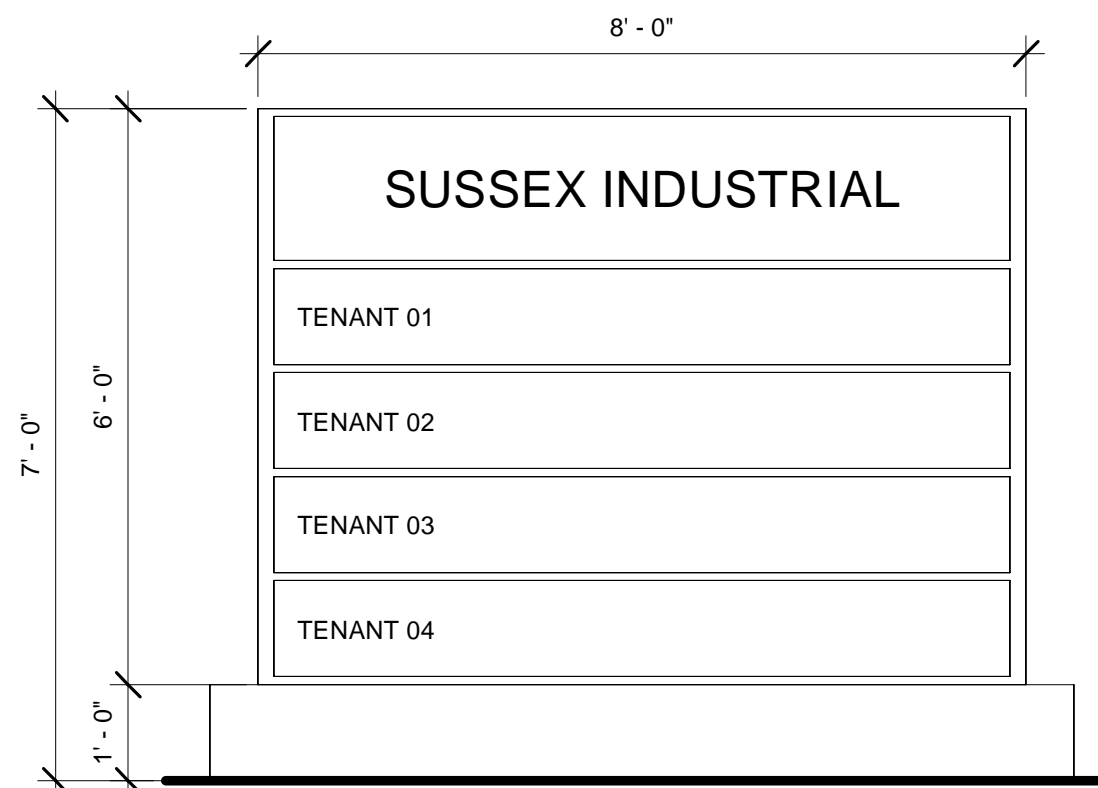 8' - 0"
SUSSEX INDUSTRIAL
TENANT 01
TENANT 02
TENANT 03
TENANT 04
6' - 0"
7' - 0"
1' - 0"